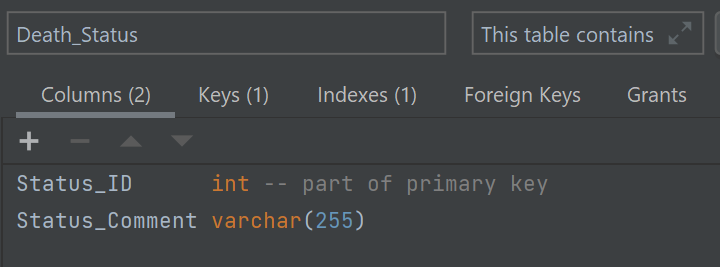 Death_Status
This table contains
Columns (2) Keys (1) Indexes (1) Foreign Keys Grants
Status_ID int -- part of primary key
Status_Comment varchar(255)